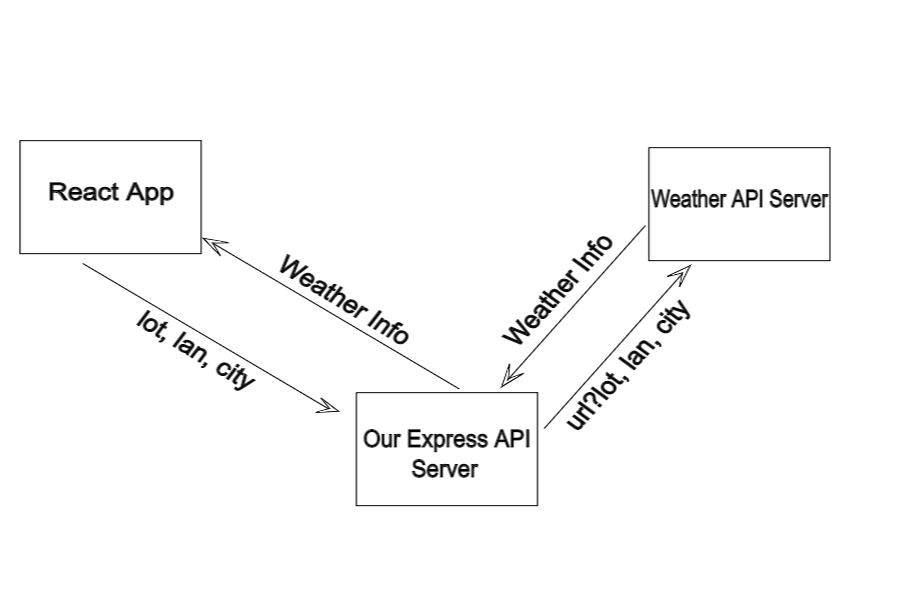 React App
Weather API Server
Weather Info
Weather Info
lot, lan, city
url?lot, lan, city
Our Express API
Server